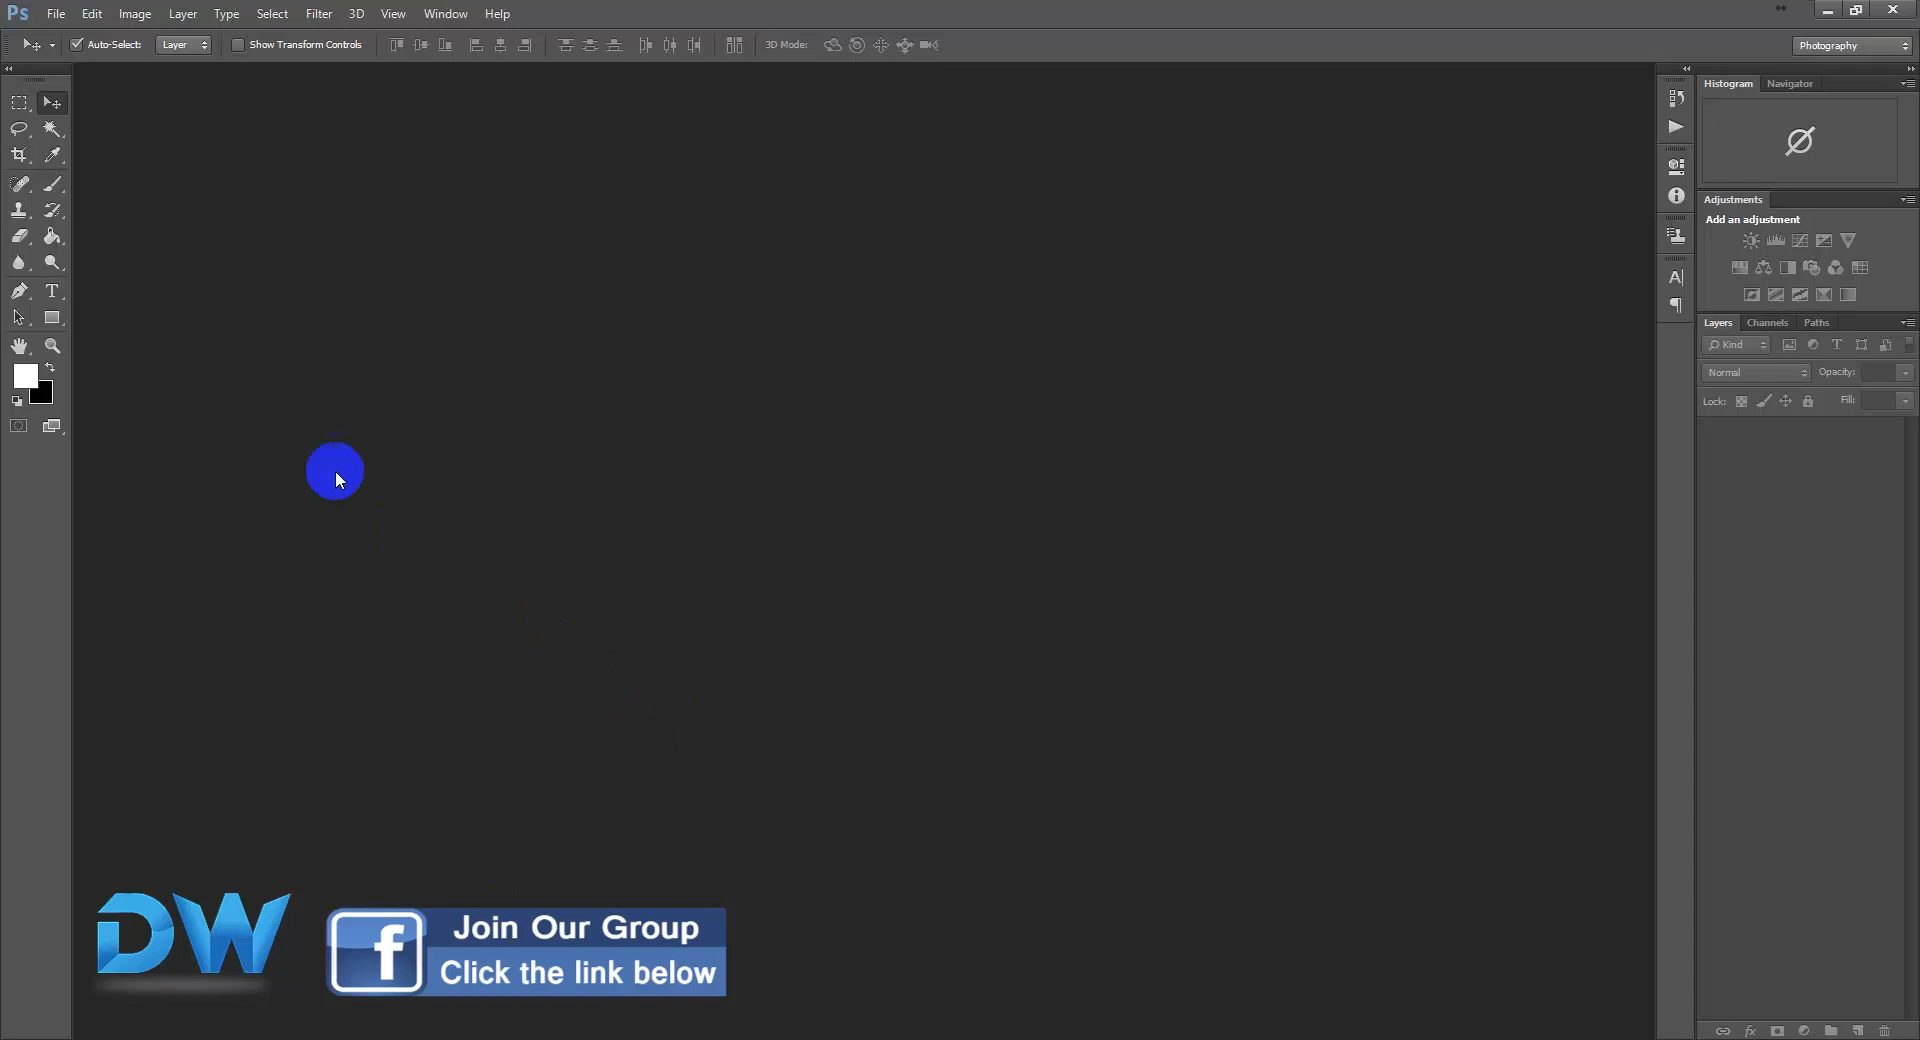 Ps File Edit Image Layer Type Select Filter 3D View Window Help
Auto-Select: Layer Show Transform Controls 3D Mode: Photography
Histogram Navigator
Adjustments
Add an adjustment
Layers Channels Paths
Kind
Normal Opacity:
Lock: Fill:
DW
Join Our Group
Click the link below